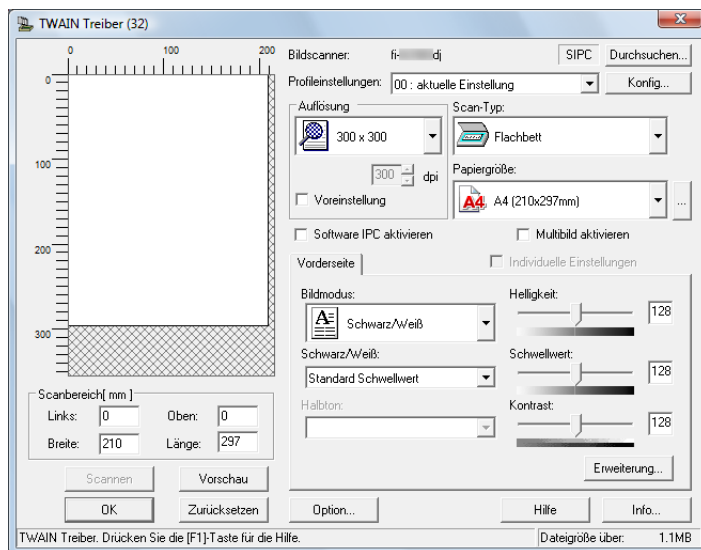 TWAIN Treiber (32)
0 100 200
0
100
200
300
Bildscanner: fi- dj SIPC Durchsuchen...
Profileinstellungen: 00 : aktuelle Einstellung Konfig...
Auflösung
300 x 300
300 dpi
Voreinstellung
Scan-Typ:
Flachbett
Papiergröße:
A4 A4 (210x297mm) ...
Software IPC aktivieren Multibild aktivieren
Vorderseite Individuelle Einstellungen
Bildmodus:
A Schwarz/Weiß
Schwarz/Weiß:
Standard Schwellwert
Halbton:
Helligkeit:
128
Schwellwert:
128
Kontrast:
128
Erweiterung...
Scanbereich[ mm ]
Links: 0 Oben: 0
Breite: 210 Länge: 297
Scannen Vorschau
OK Zurücksetzen Option... Hilfe Info...
TWAIN Treiber. Drücken Sie die [F1]-Taste für die Hilfe. Dateigröße über: 1.1MB